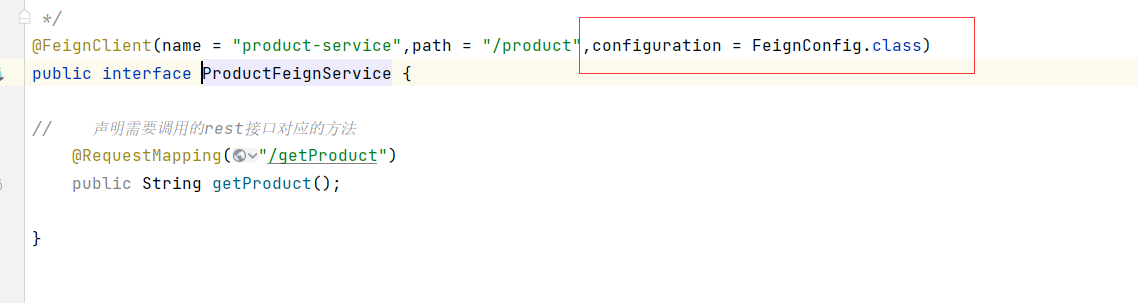 */
@FeignClient(name = "product-service",path = "/product",configuration = FeignConfig.class)
public interface ProductFeignService {
//    声明需要调用的rest接口对应的方法
@RequestMapping("/getProduct")
public String getProduct();
}